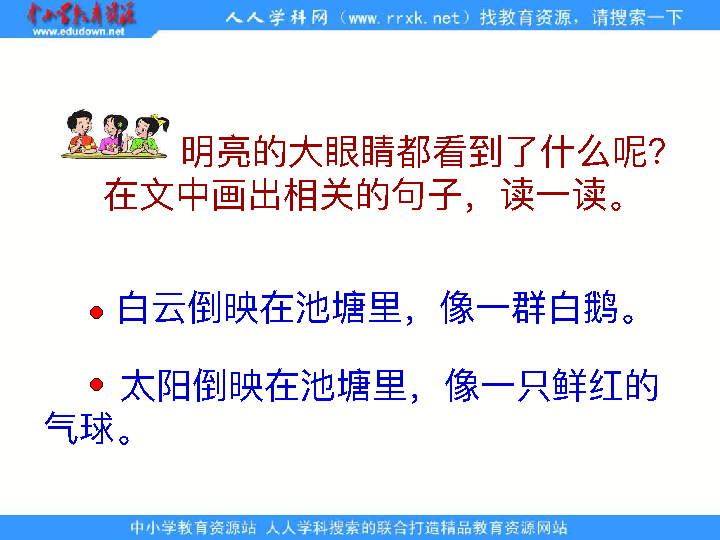 中小学教育资源
www.edudown.net
人人学科网（www.rrxk.net）找教育资源，请搜索一下
明亮的大眼睛都看到了什么呢?
在文中画出相关的句子，读一读。
白云倒映在池塘里，像一群白鹅。
太阳倒映在池塘里，像一只鲜红的
气球。
中小学教育资源站 人人学科搜索的联合打造精品教育资源网站